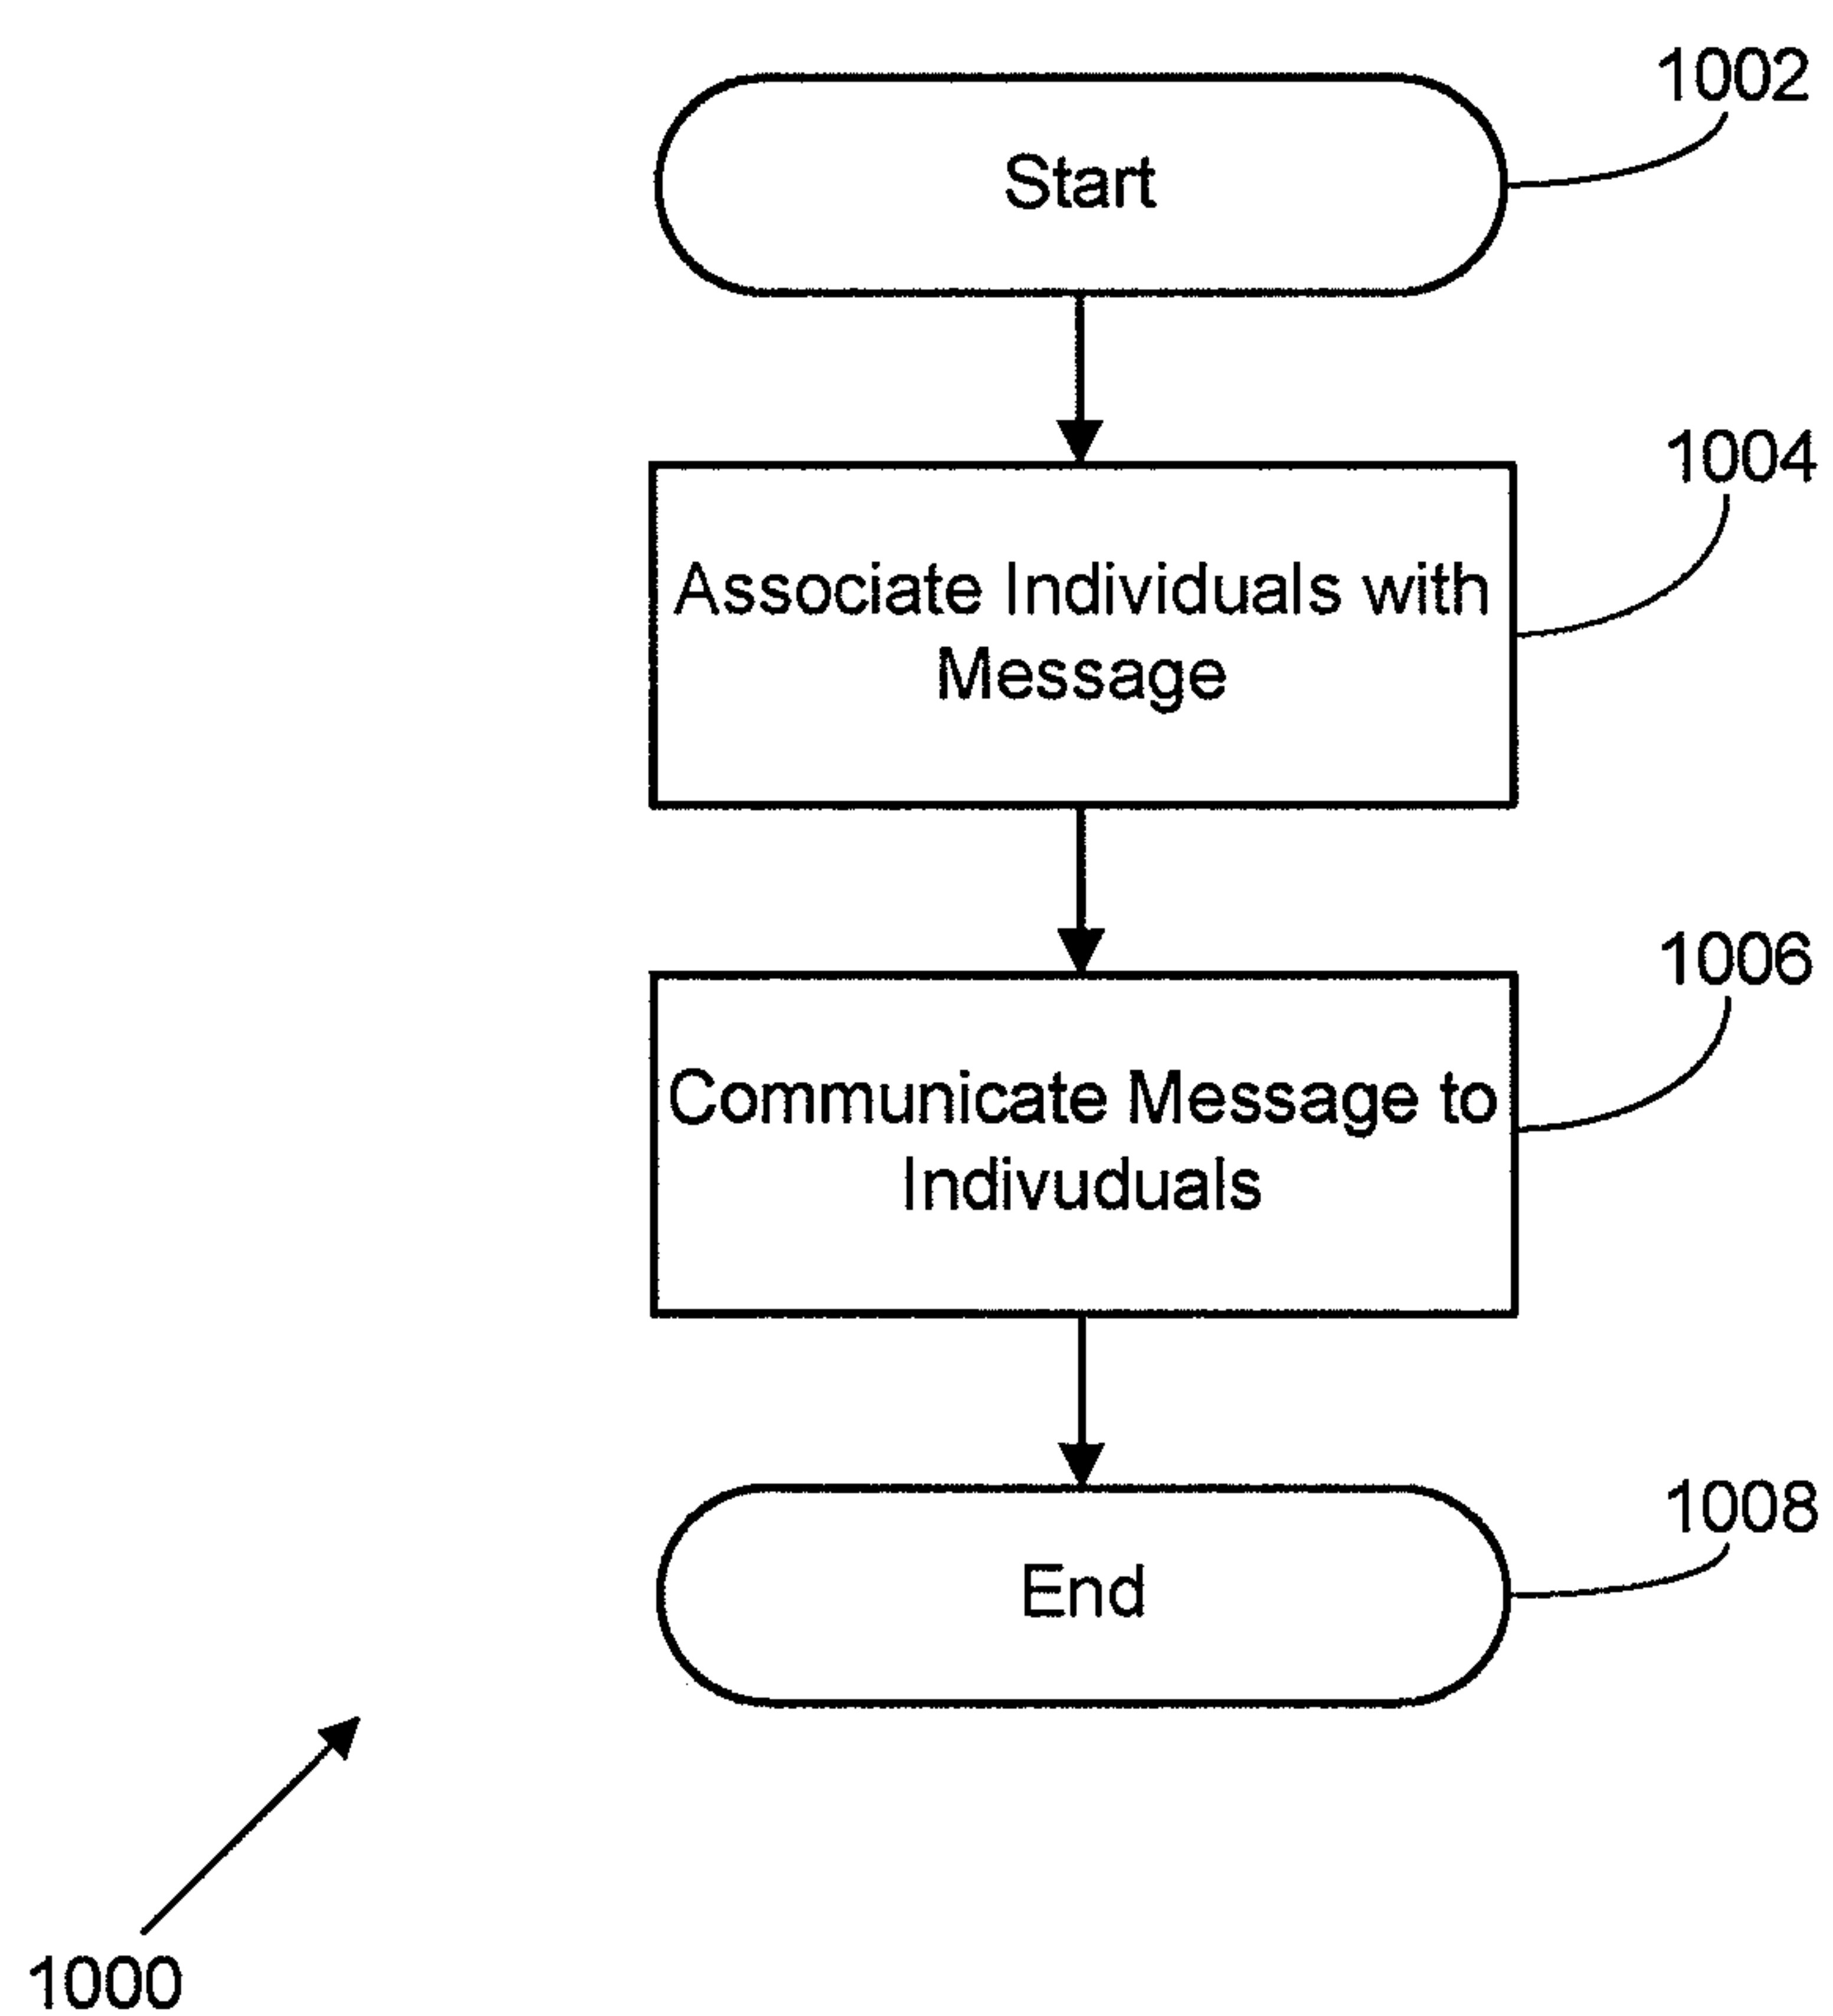 1002
Start
1004
Associate Individuals with
Message
1006
Communicate Message to
Indivuduals
1008
End
1000